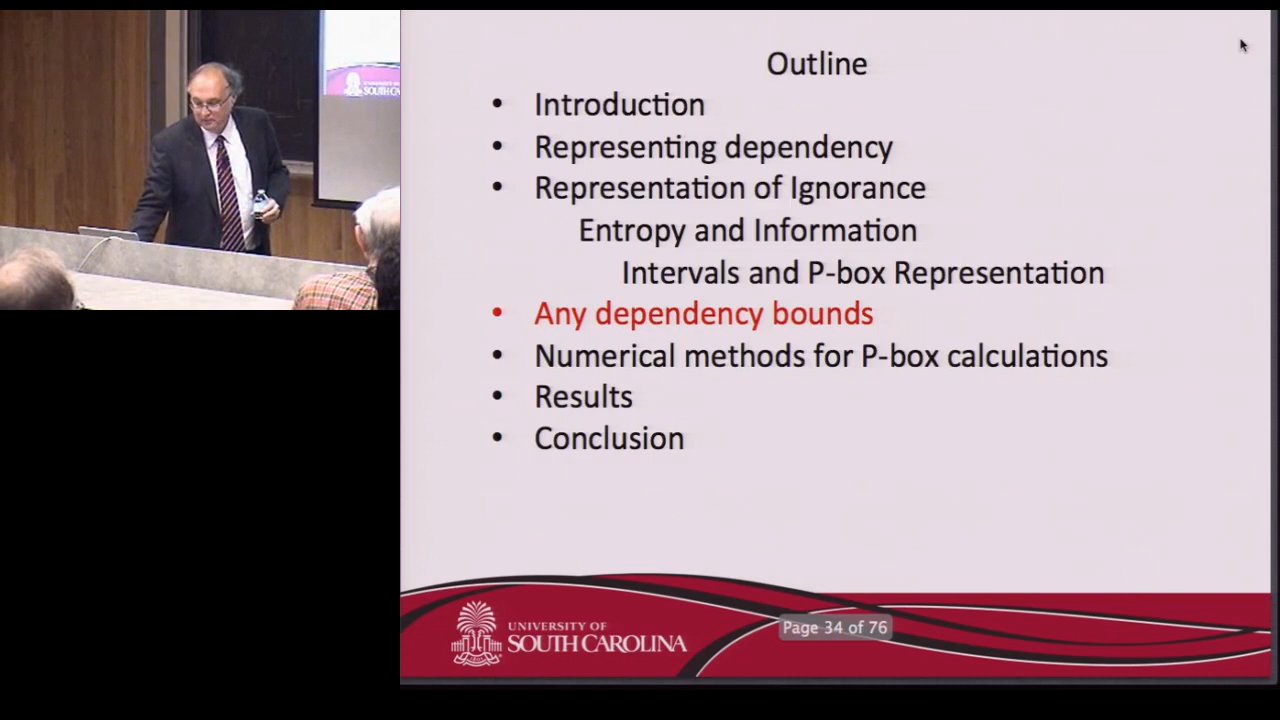 Outline
• Introduction
• Representing dependency
• Representation of Ignorance
Entropy and Information
Intervals and P-box Representation
• Any dependency bounds
• Numerical methods for P-box calculations
• Results
• Conclusion
UNIVERSITY OF
SOUTH CAROLINA
Page 34 of 76